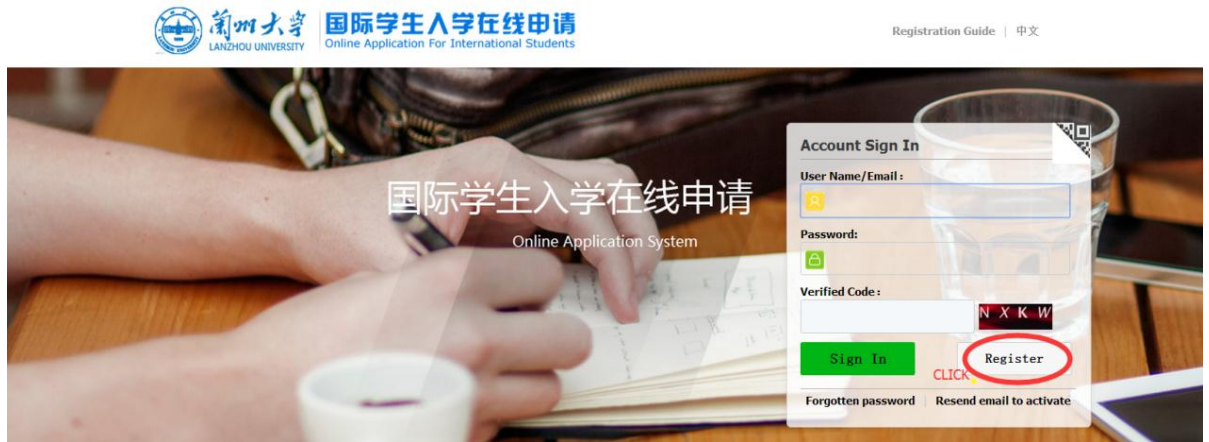 蘭州大學
LANZHOU UNIVERSITY
国际学生入学在线申请
Online Application For International Students
Registration Guide | 中文
国际学生入学在线申请
Online Application System
Account Sign In
User Name/Email :
Password:
Verified Code :
N X K W
Sign In
Register
CLICK
Forgotten password | Resend email to activate